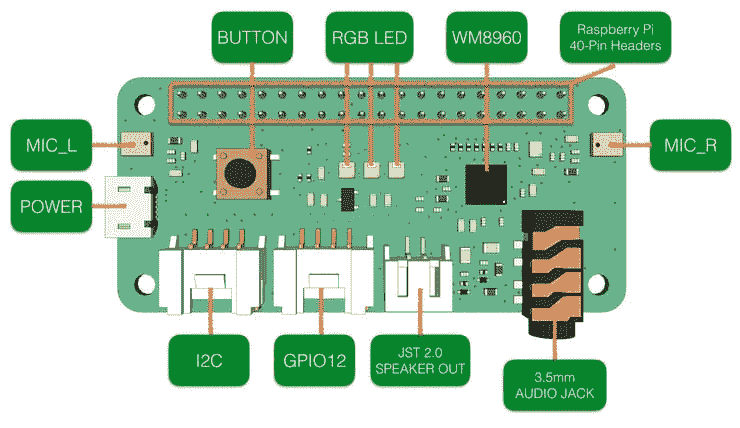 BUTTON
RGB LED
WM8960
Raspberry Pi
40-Pin Headers
MIC_L
MIC_R
POWER
I2C
GPIO12
JST 2.0
SPEAKER OUT
3.5mm
AUDIO JACK